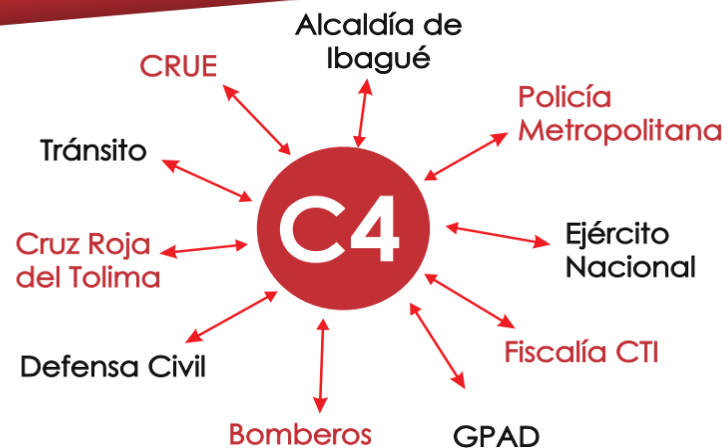 Alcaldía de
Ibagué
CRUE
Policía
Metropolitana
Tránsito
C4
Ejército
Nacional
Cruz Roja
del Tolima
Fiscalía CTI
Defensa Civil
Bomberos
GPAD